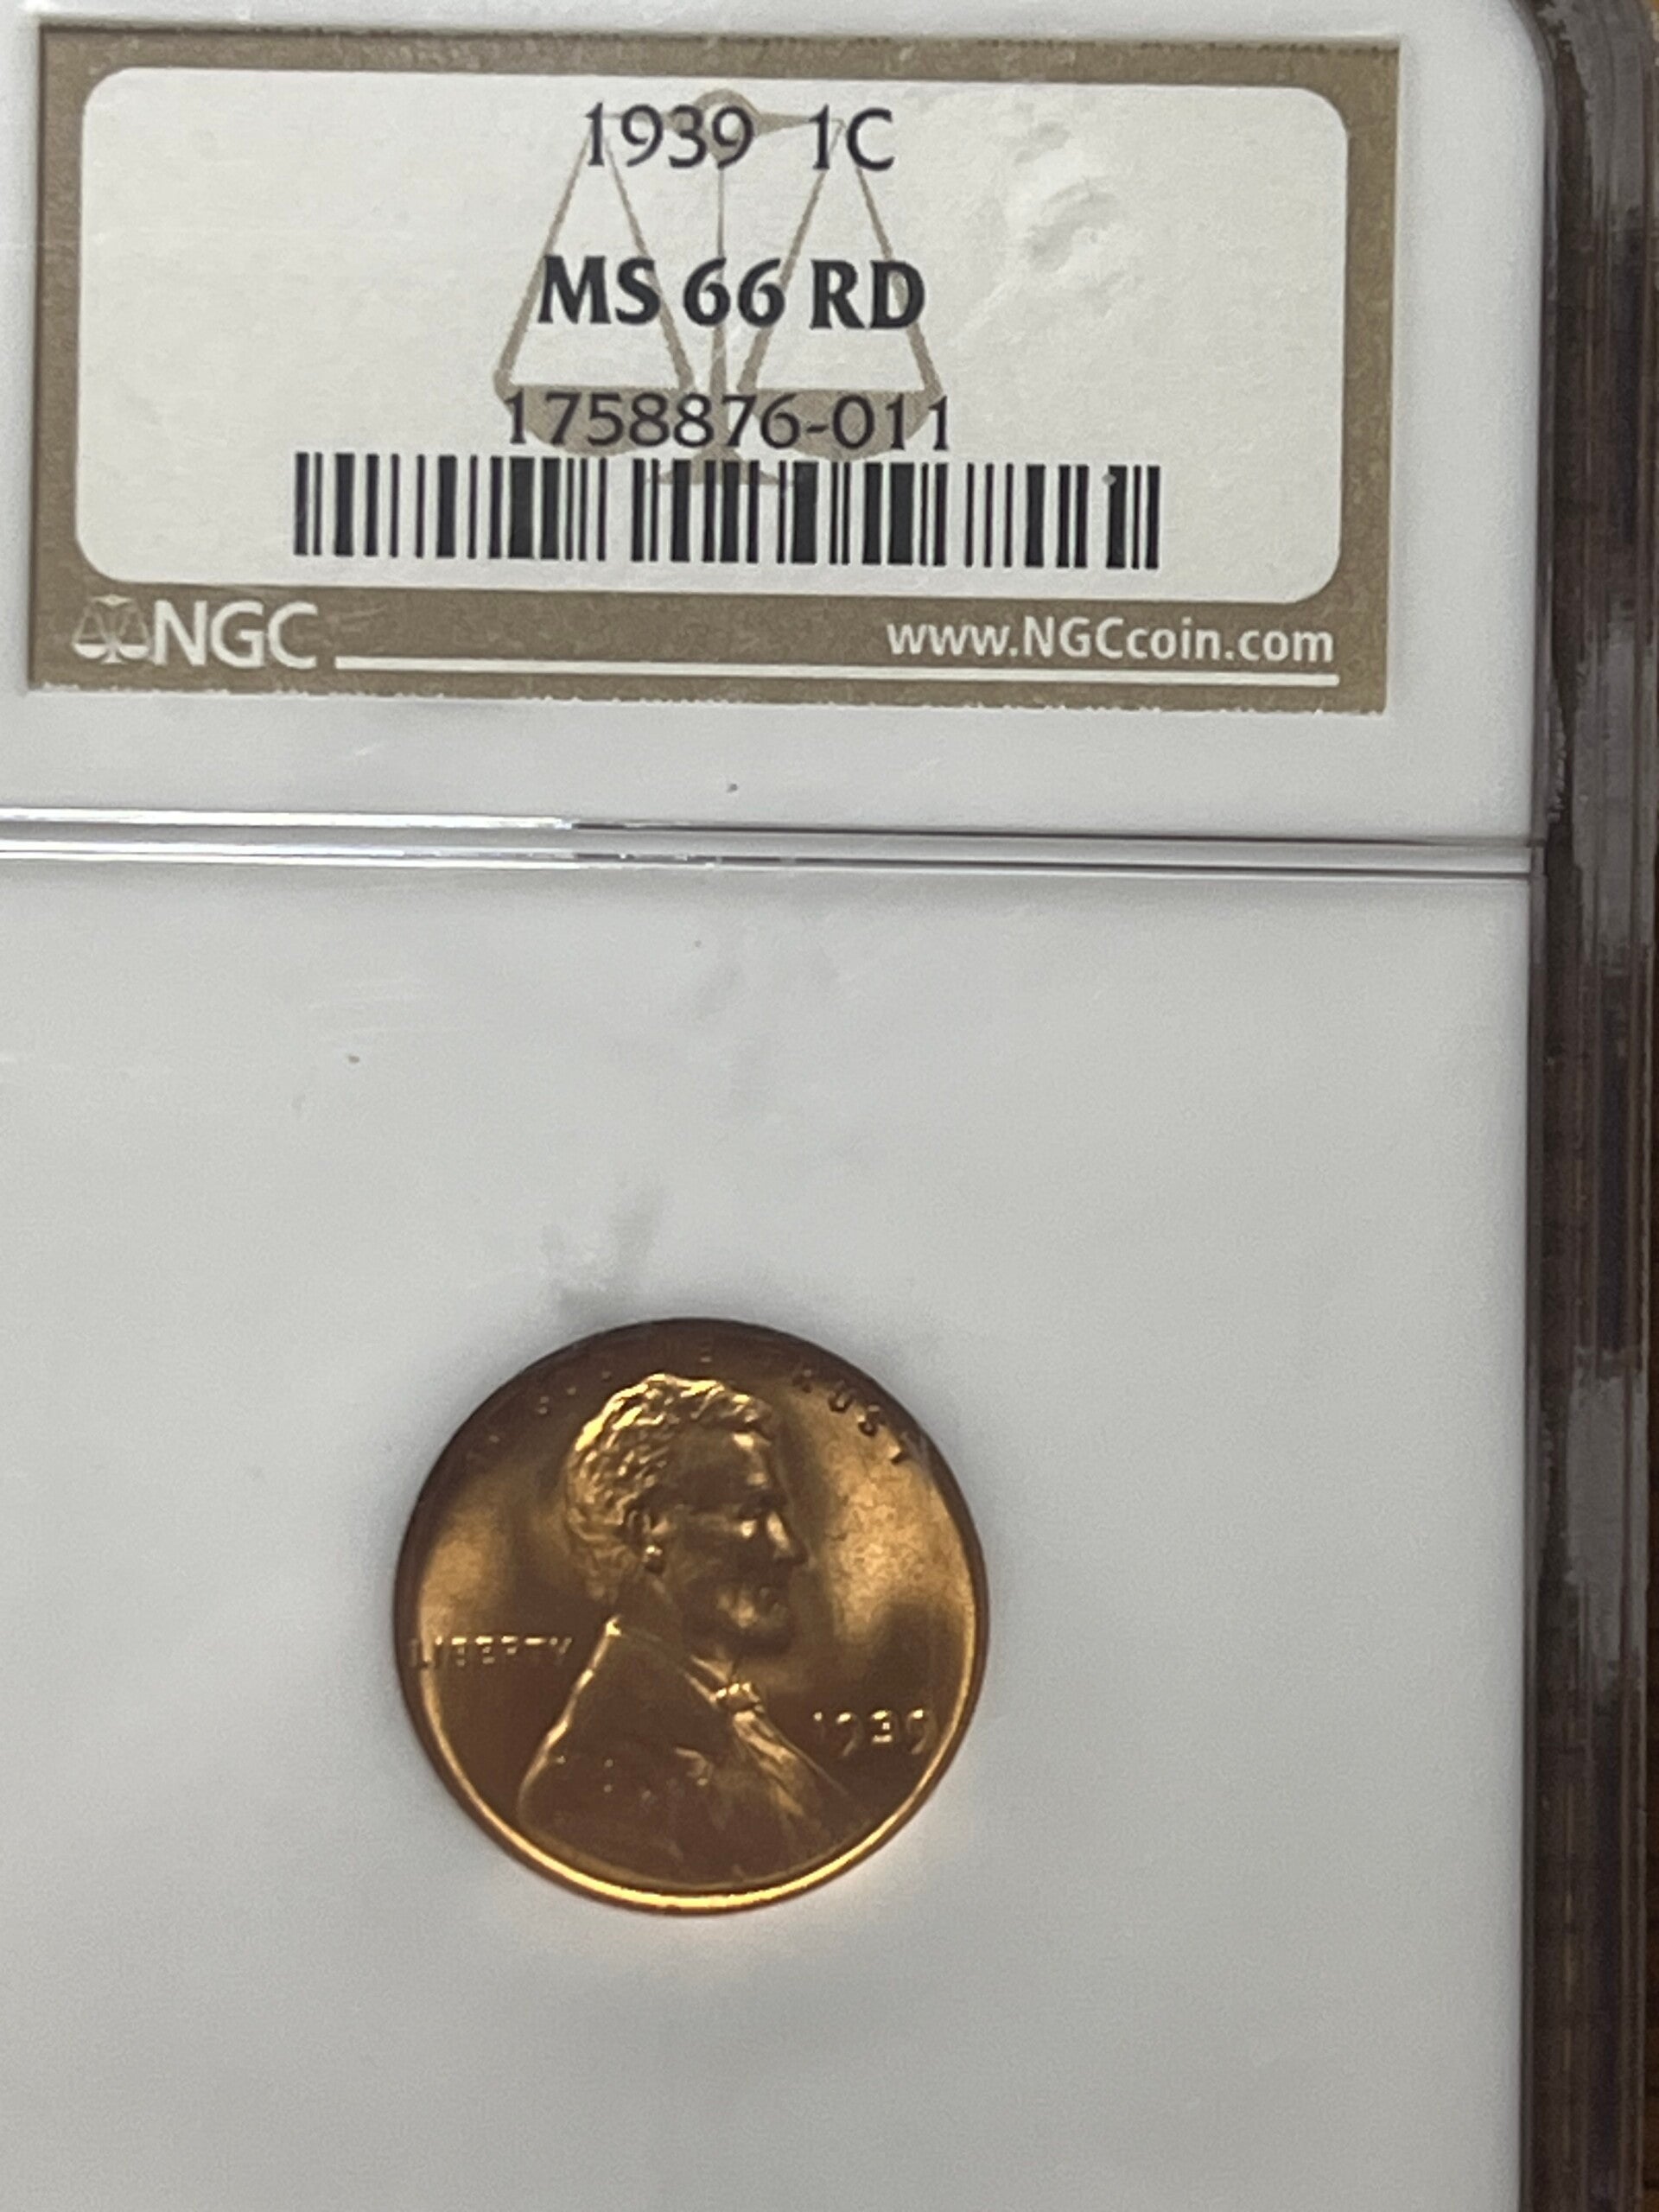 1939 1C
MS 66 RD
1758876-011
NGC
www.NGCcoin.com
LIBERTY
1939